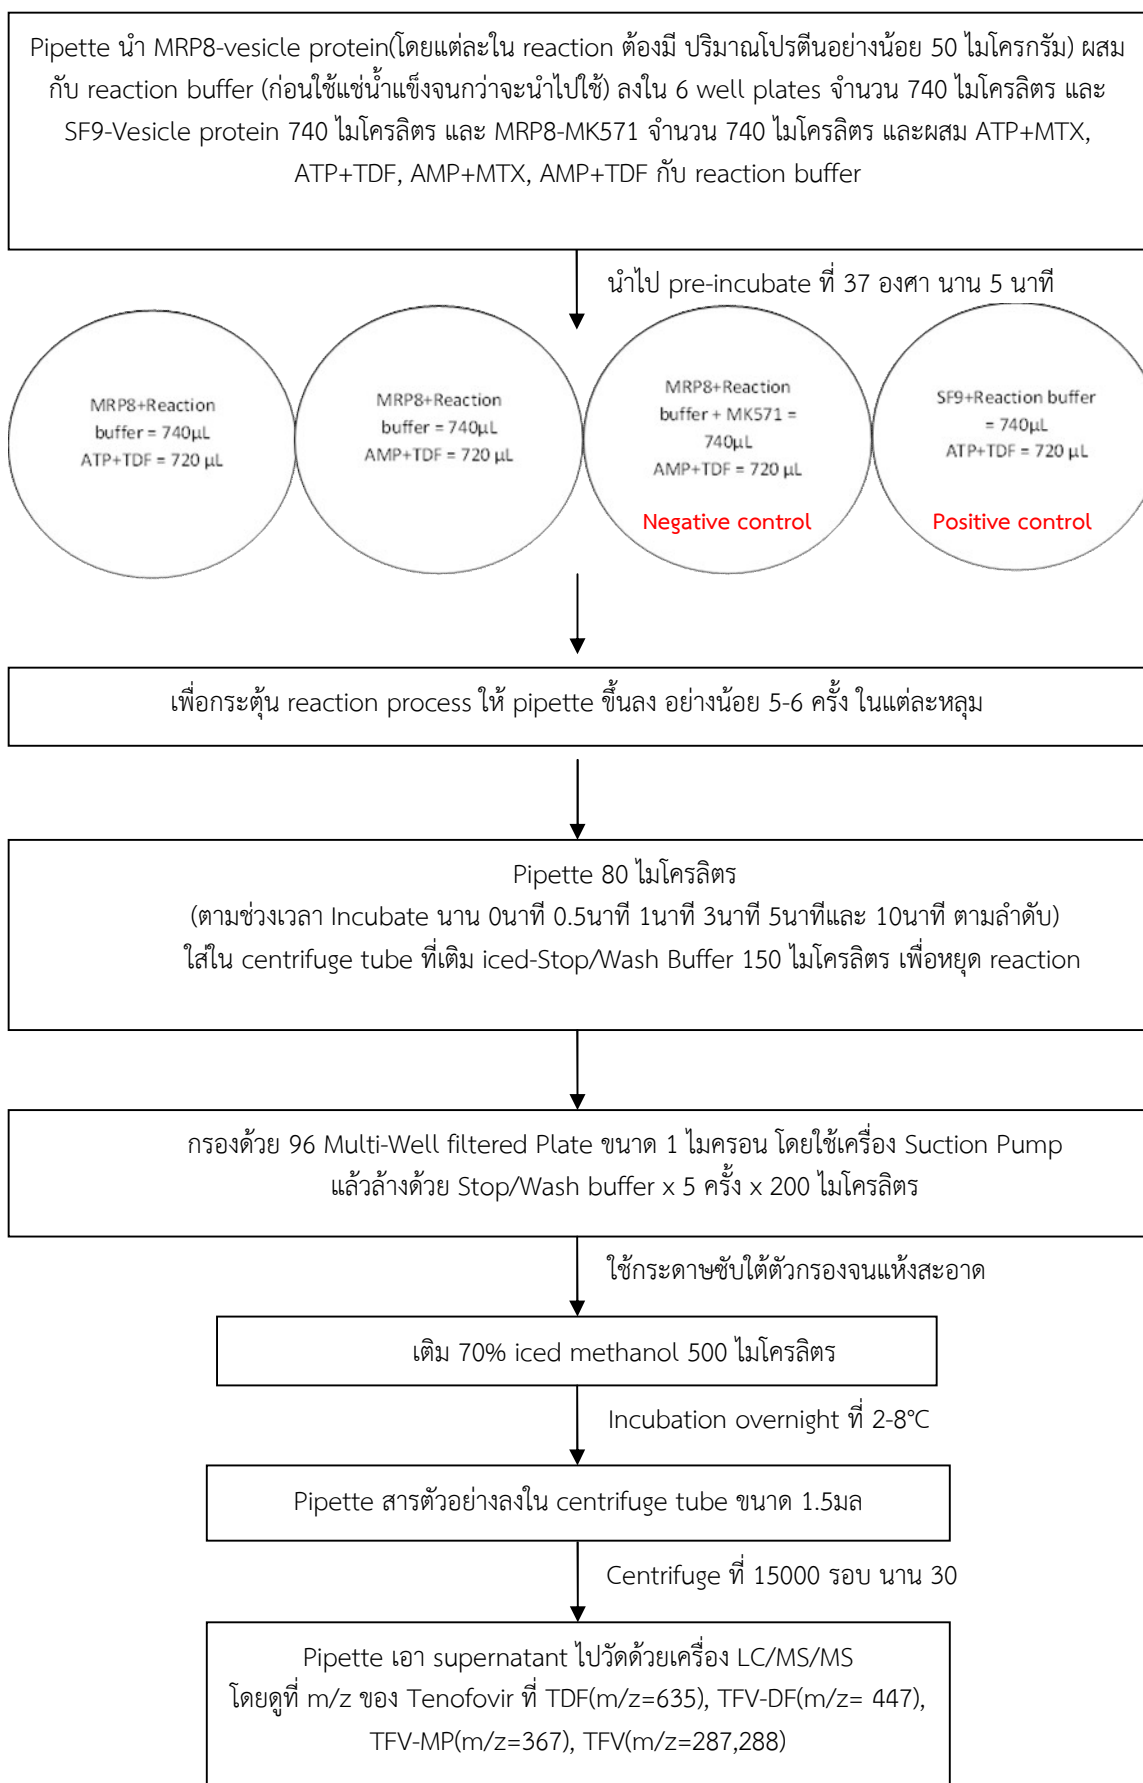 Pipette นำ MRP8-vesicle protein(โดยแต่ละใน reaction ต้องมี ปริมาณโปรตีนอย่างน้อย 50 ไมโครกรัม) ผสม
กับ reaction buffer (ก่อนใช้แช่น้ำแข็งจนกว่าจะนำไปใช้) ลงใน 6 well plates จำนวน 740 ไมโครลิตร และ
SF9-Vesicle protein 740 ไมโครลิตร และ MRP8-MK571 จำนวน 740 ไมโครลิตร และผสม ATP+MTX,
ATP+TDF, AMP+MTX, AMP+TDF กับ reaction buffer
นำไป pre-incubate ที่ 37 องศา นาน 5 นาที
MRP8+Reaction
buffer = 740µL
ATP+TDF = 720 µL
MRP8+Reaction
buffer = 740µL
AMP+TDF = 720 µL
MRP8+Reaction
buffer + MK571 =
740µL
AMP+TDF = 720 µL
Negative control
SF9+Reaction buffer
= 740µL
ATP+TDF = 720 µL
Positive control
เพื่อกระตุ้น reaction process ให้ pipette ขึ้นลง อย่างน้อย 5-6 ครั้ง ในแต่ละหลุม
Pipette 80 ไมโครลิตร
(ตามช่วงเวลา Incubate นาน 0นาที 0.5นาที 1นาที 3นาที 5นาทีและ 10นาที ตามลำดับ)
ใส่ใน centrifuge tube ที่เติม iced-Stop/Wash Buffer 150 ไมโครลิตร เพื่อหยุด reaction
กรองด้วย 96 Multi-Well filtered Plate ขนาด 1 ไมครอน โดยใช้เครื่อง Suction Pump
แล้วล้างด้วย Stop/Wash buffer x 5 ครั้ง x 200 ไมโครลิตร
ใช้กระดาษซับใต้ตัวกรองจนแห้งสะอาด
เติม 70% iced methanol 500 ไมโครลิตร
Incubation overnight ที่ 2-8°C
Pipette สารตัวอย่างลงใน centrifuge tube ขนาด 1.5มล
Centrifuge ที่ 15000 รอบ นาน 30
Pipette เอา supernatant ไปวัดด้วยเครื่อง LC/MS/MS
โดยดูที่ m/z ของ Tenofovir ที่ TDF(m/z=635), TFV-DF(m/z= 447),
TFV-MP(m/z=367), TFV(m/z=287,288)